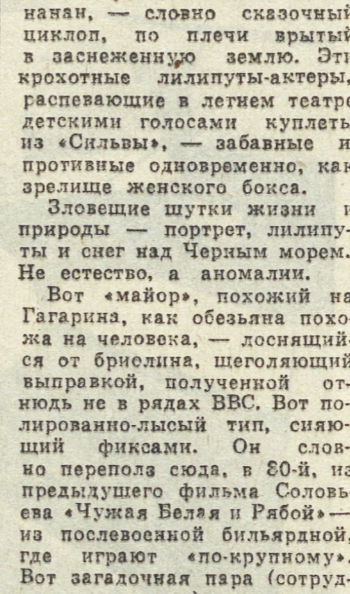 нанан, — словно сказочный
циклоп, по плечи врытый
в заснеженную землю. Эти
крохотные лилипуты-актеры,
распевающие в летнем театре
детскими голосами куплеты
из «Сильвы», — забавные и
противные одновременно, как
зрелище женского бокса.
Зловещие шутки жизни и
природы — портрет, лилипу-
ты и снег над Черным морем.
Не естество, а аномалии.
Вот «майор», похожий на
Гагарина, как обезьяна похо-
жа на человека, — лоснящий-
ся от бриолина, щеголяющий
выправкой, полученной от-
нюдь не в рядах ВВС. Вот по-
лированно-лысый тип, сияю-
щий фиксами. Он слов-
но переполз сюда, в 80-й, из
предыдущего фильма Соловь-
ева «Чужая Белая и Рябой» —
из послевоенной бильярдной,
где играют «по-крупному».
Вот загадочная пара (сотруд-